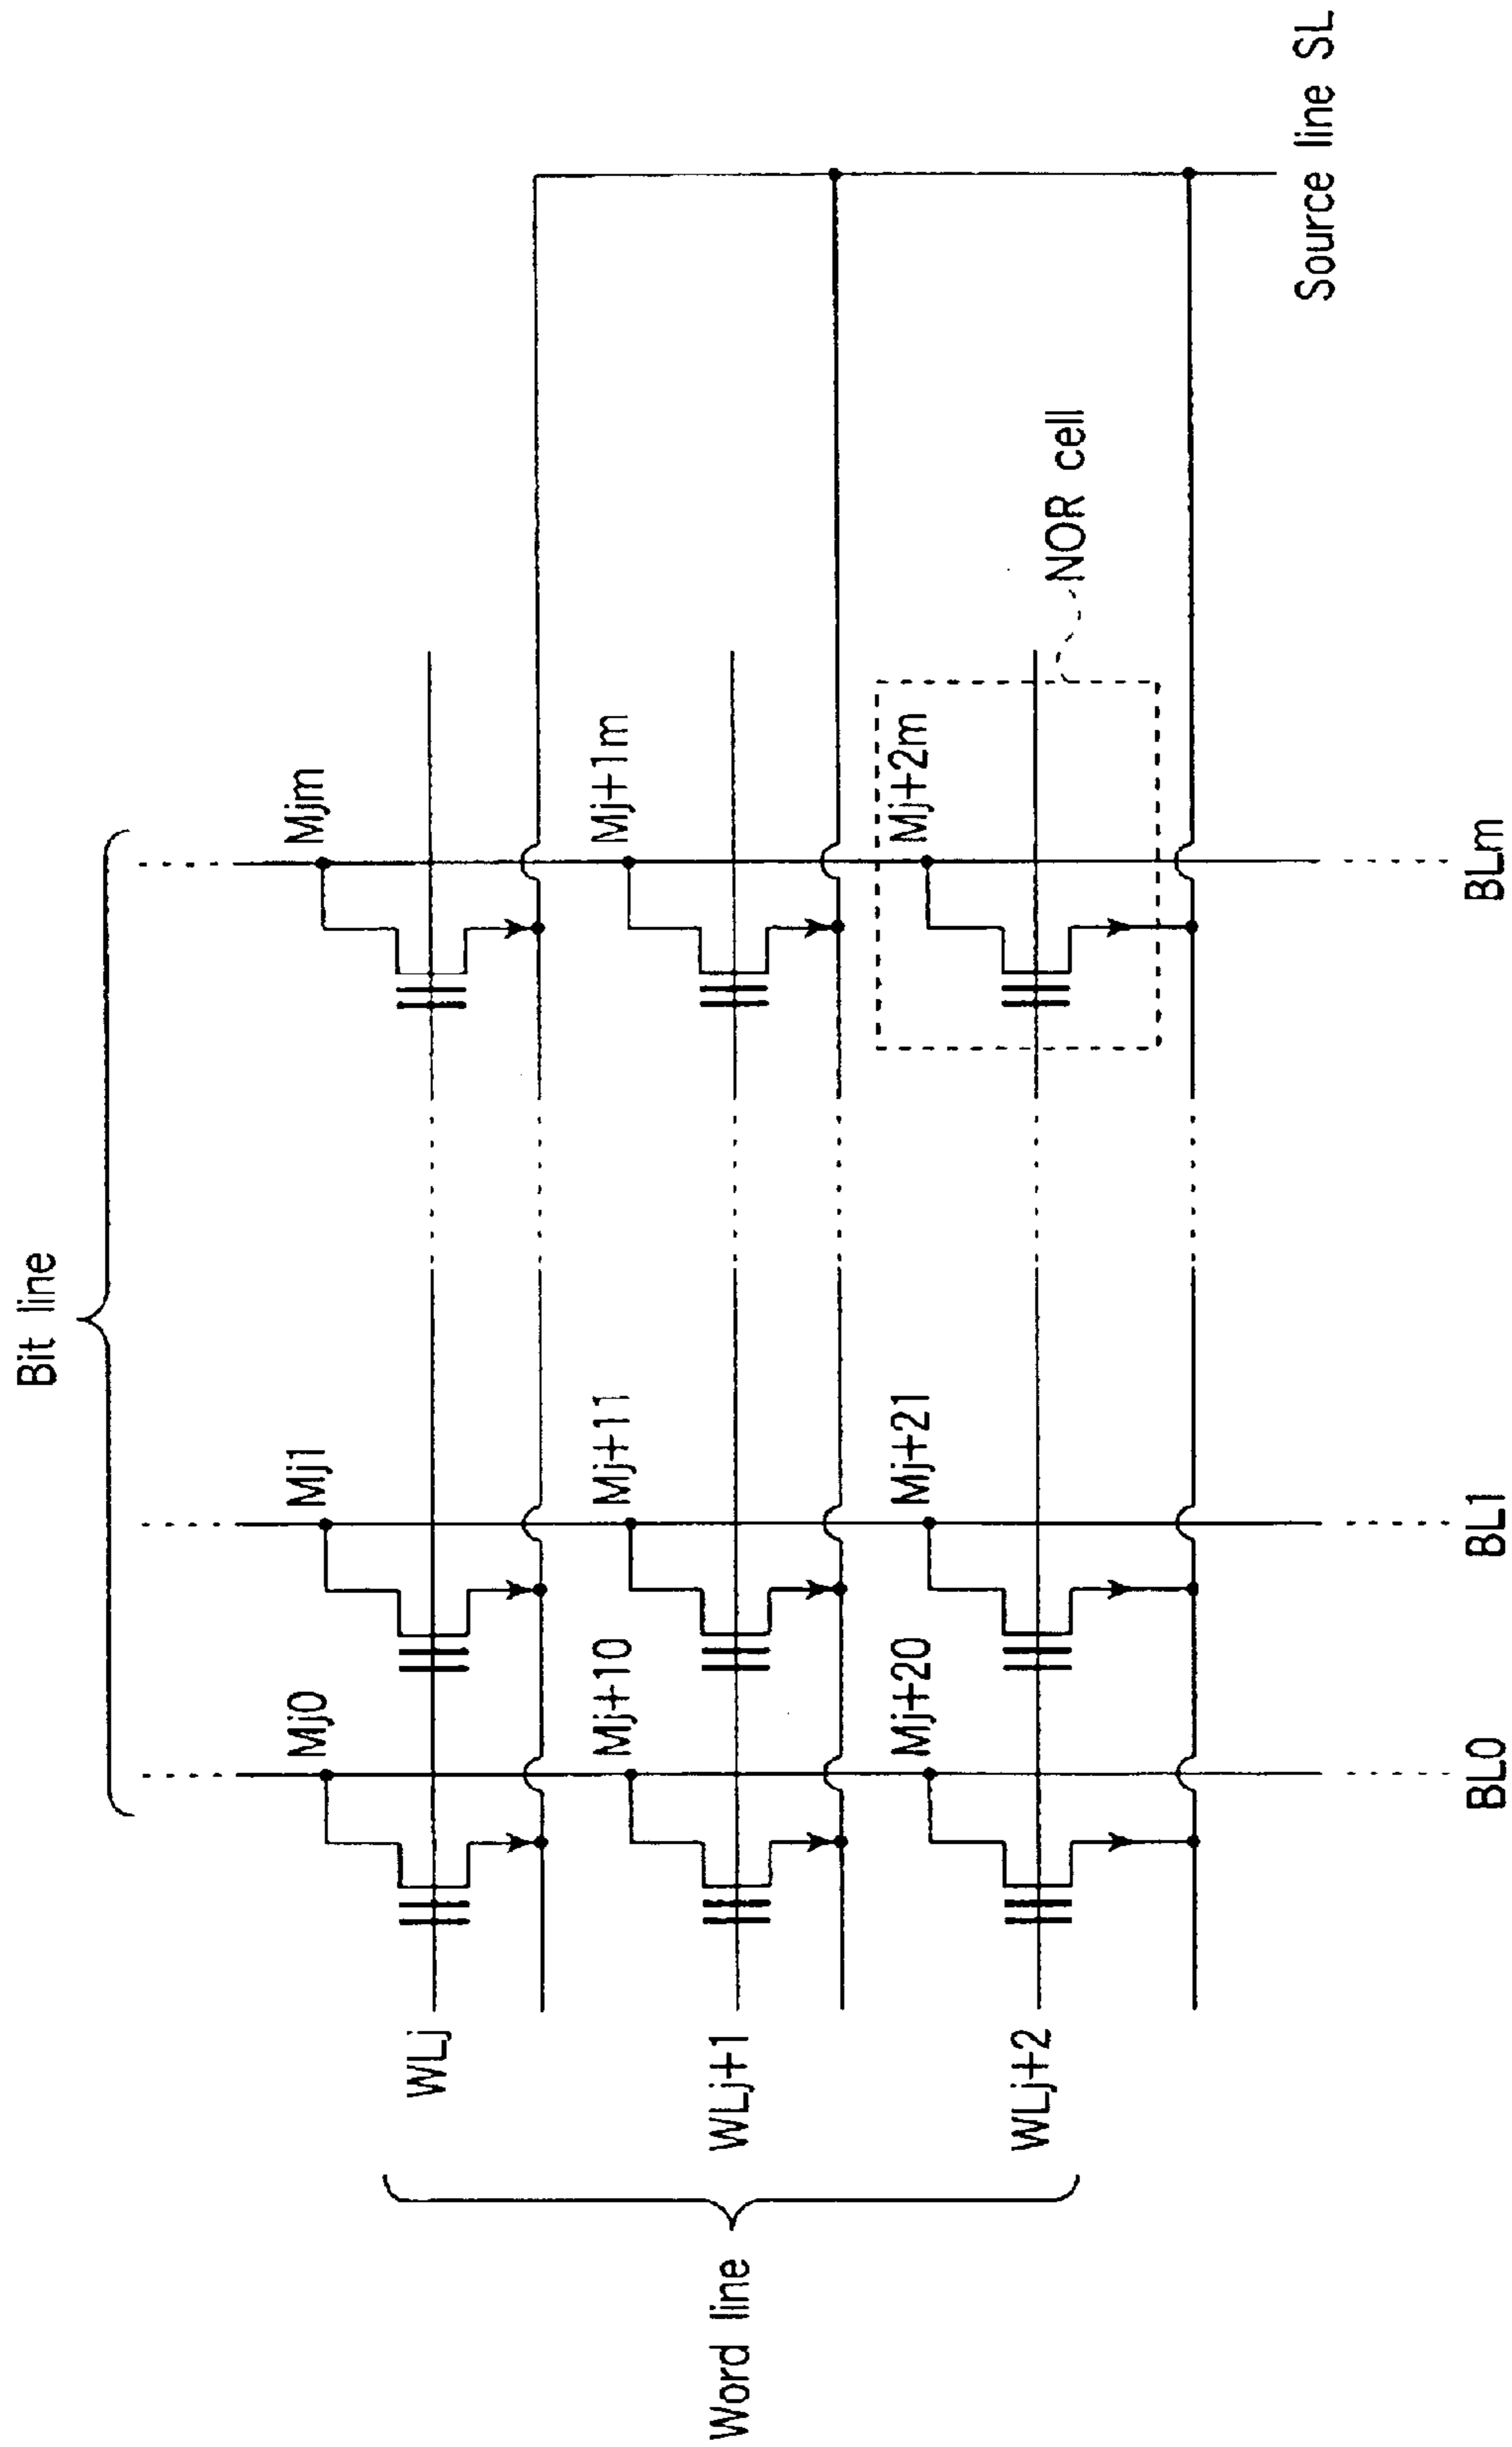 Bit line
Mj0
Mj1
Mjm
WLj
Mj+10
Mj+11
Mj+1m
Word line
WLj+1
Mj+20
Mj+21
Mj+2m
NOR cell
WLj+2
Source line SL
BL0
BL1
BLm